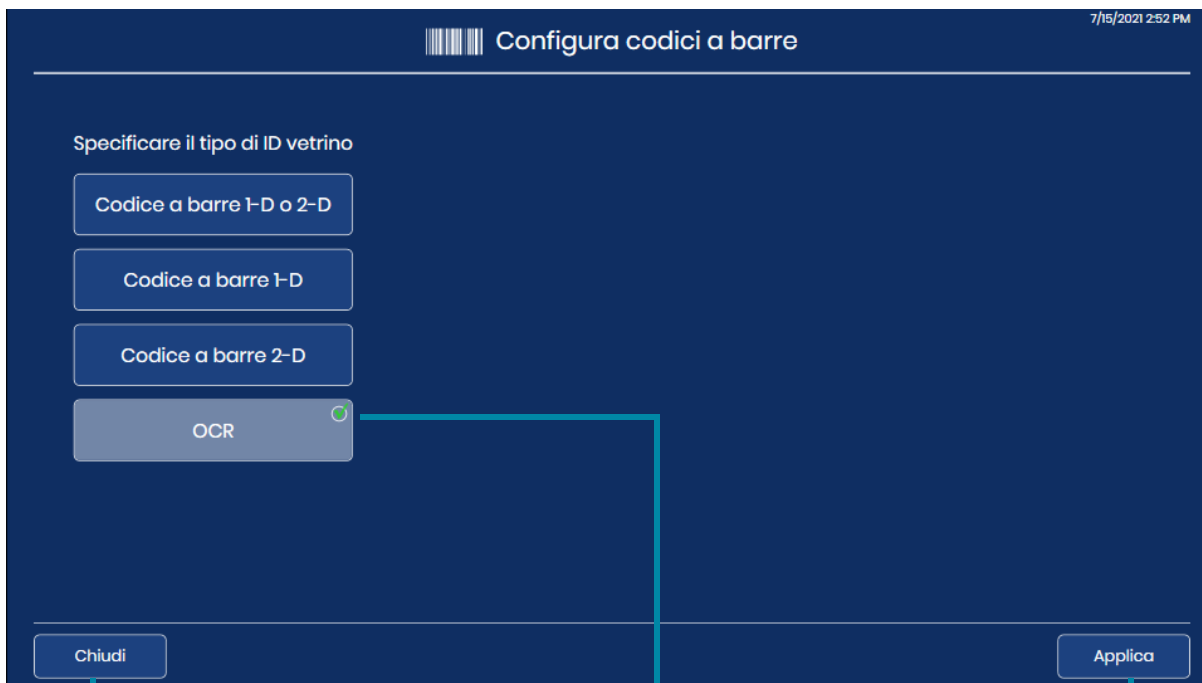 7/15/2021 2:52 PM
Configura codici a barre
Specificare il tipo di ID vetrino
Codice a barre 1-D o 2-D
Codice a barre 1-D
Codice a barre 2-D
OCR
Chiudi
Applica